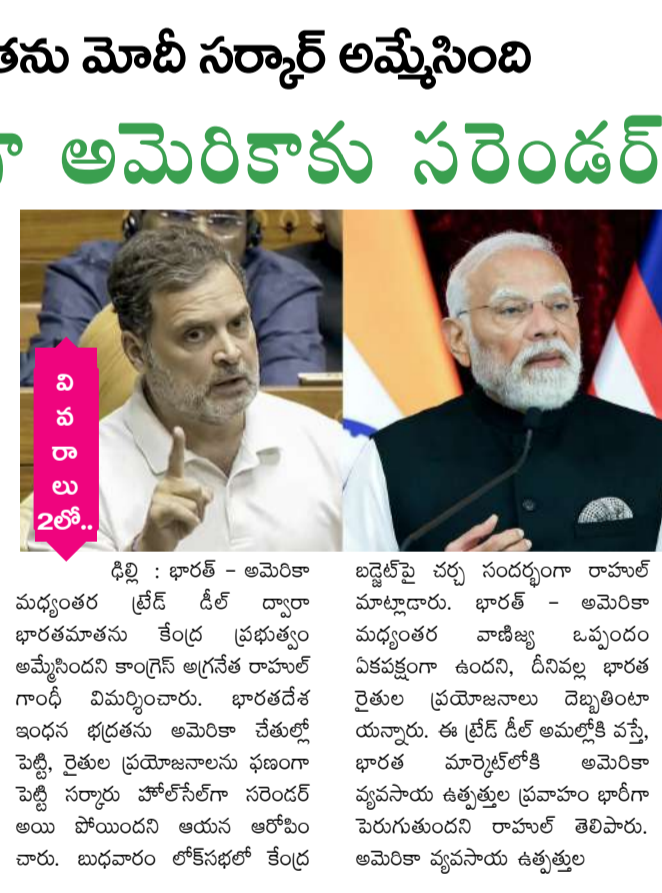 తను మోదీ సర్కార్ అమ్మేసింది
అమెరికాకు సరెండర్
వి
వ
రా
లు
2లో..
ఢిల్లీ : భారత్ – అమెరికా
మధ్యంతర ట్రేడ్ డీల్ ద్వారా
భారతమాతను కేంద్ర ప్రభుత్వం
అమ్మేసిందని కాంగ్రెస్ అగ్రనేత రాహుల్
గాంధీ విమర్శించారు. భారతదేశ
ఇంధన భద్రతను అమెరికా చేతుల్లో
పెట్టి, రైతుల ప్రయోజనాలను ఫణంగా
పెట్టి సర్కారు హోల్‌సేల్‌గా సరెండర్
అయి పోయిందని ఆయన ఆరోపిం
చారు. బుధవారం లోక్‌సభలో కేంద్ర
బడ్జెట్‌పై చర్చ సందర్భంగా రాహుల్
మాట్లాడారు. భారత్ – అమెరికా
మధ్యంతర వాణిజ్య ఒప్పందం
ఏకపక్షంగా ఉందని, దీనివల్ల భారత
రైతుల ప్రయోజనాలు దెబ్బతింటా
యన్నారు. ఈ ట్రేడ్ డీల్ అమల్లోకి వస్తే,
భారత మార్కెట్‌లోకి అమెరికా
వ్యవసాయ ఉత్పత్తుల ప్రవాహం భారీగా
పెరుగుతుందని రాహుల్ తెలిపారు.
అమెరికా వ్యవసాయ ఉత్పత్తుల